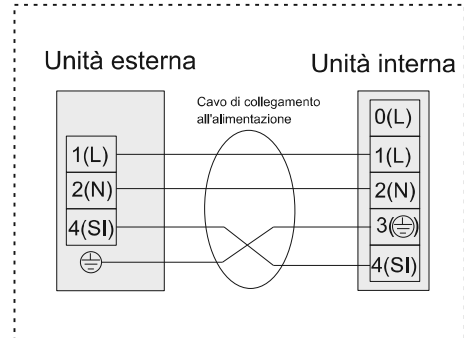 Unità esterna
Unità interna
Cavo di collegamento
all'alimentazione
1(L)
2(N)
4(SI)
0(L)
1(L)
2(N)
3(⏚)
4(SI)